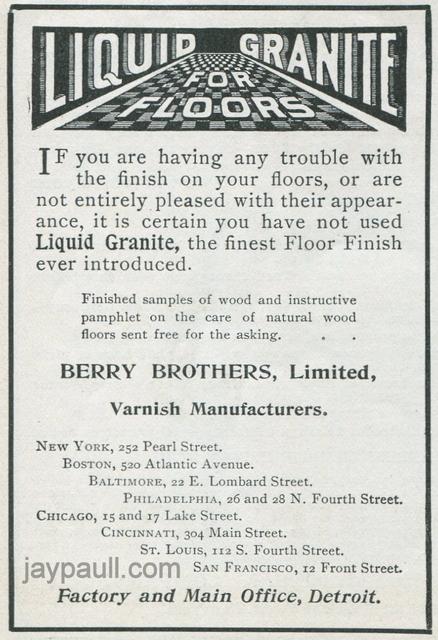 LIQUID GRANITE
FOR
FLOORS
IF you are having any trouble with
the finish on your floors, or are
not entirely pleased with their appear-
ance, it is certain you have not used
Liquid Granite, the finest Floor Finish
ever introduced.
Finished samples of wood and instructive
pamphlet on the care of natural wood
floors sent free for the asking. . .
BERRY BROTHERS, Limited,
Varnish Manufacturers.
NEW YORK, 252 Pearl Street.
BOSTON, 520 Atlantic Avenue.
BALTIMORE, 22 E. Lombard Street.
PHILADELPHIA, 26 and 28 N. Fourth Street.
CHICAGO, 15 and 17 Lake Street.
CINCINNATI, 304 Main Street.
ST. LOUIS, 112 S. Fourth Street.
SAN FRANCISCO, 12 Front Street.
jaypaull.com
Factory and Main Office, Detroit.